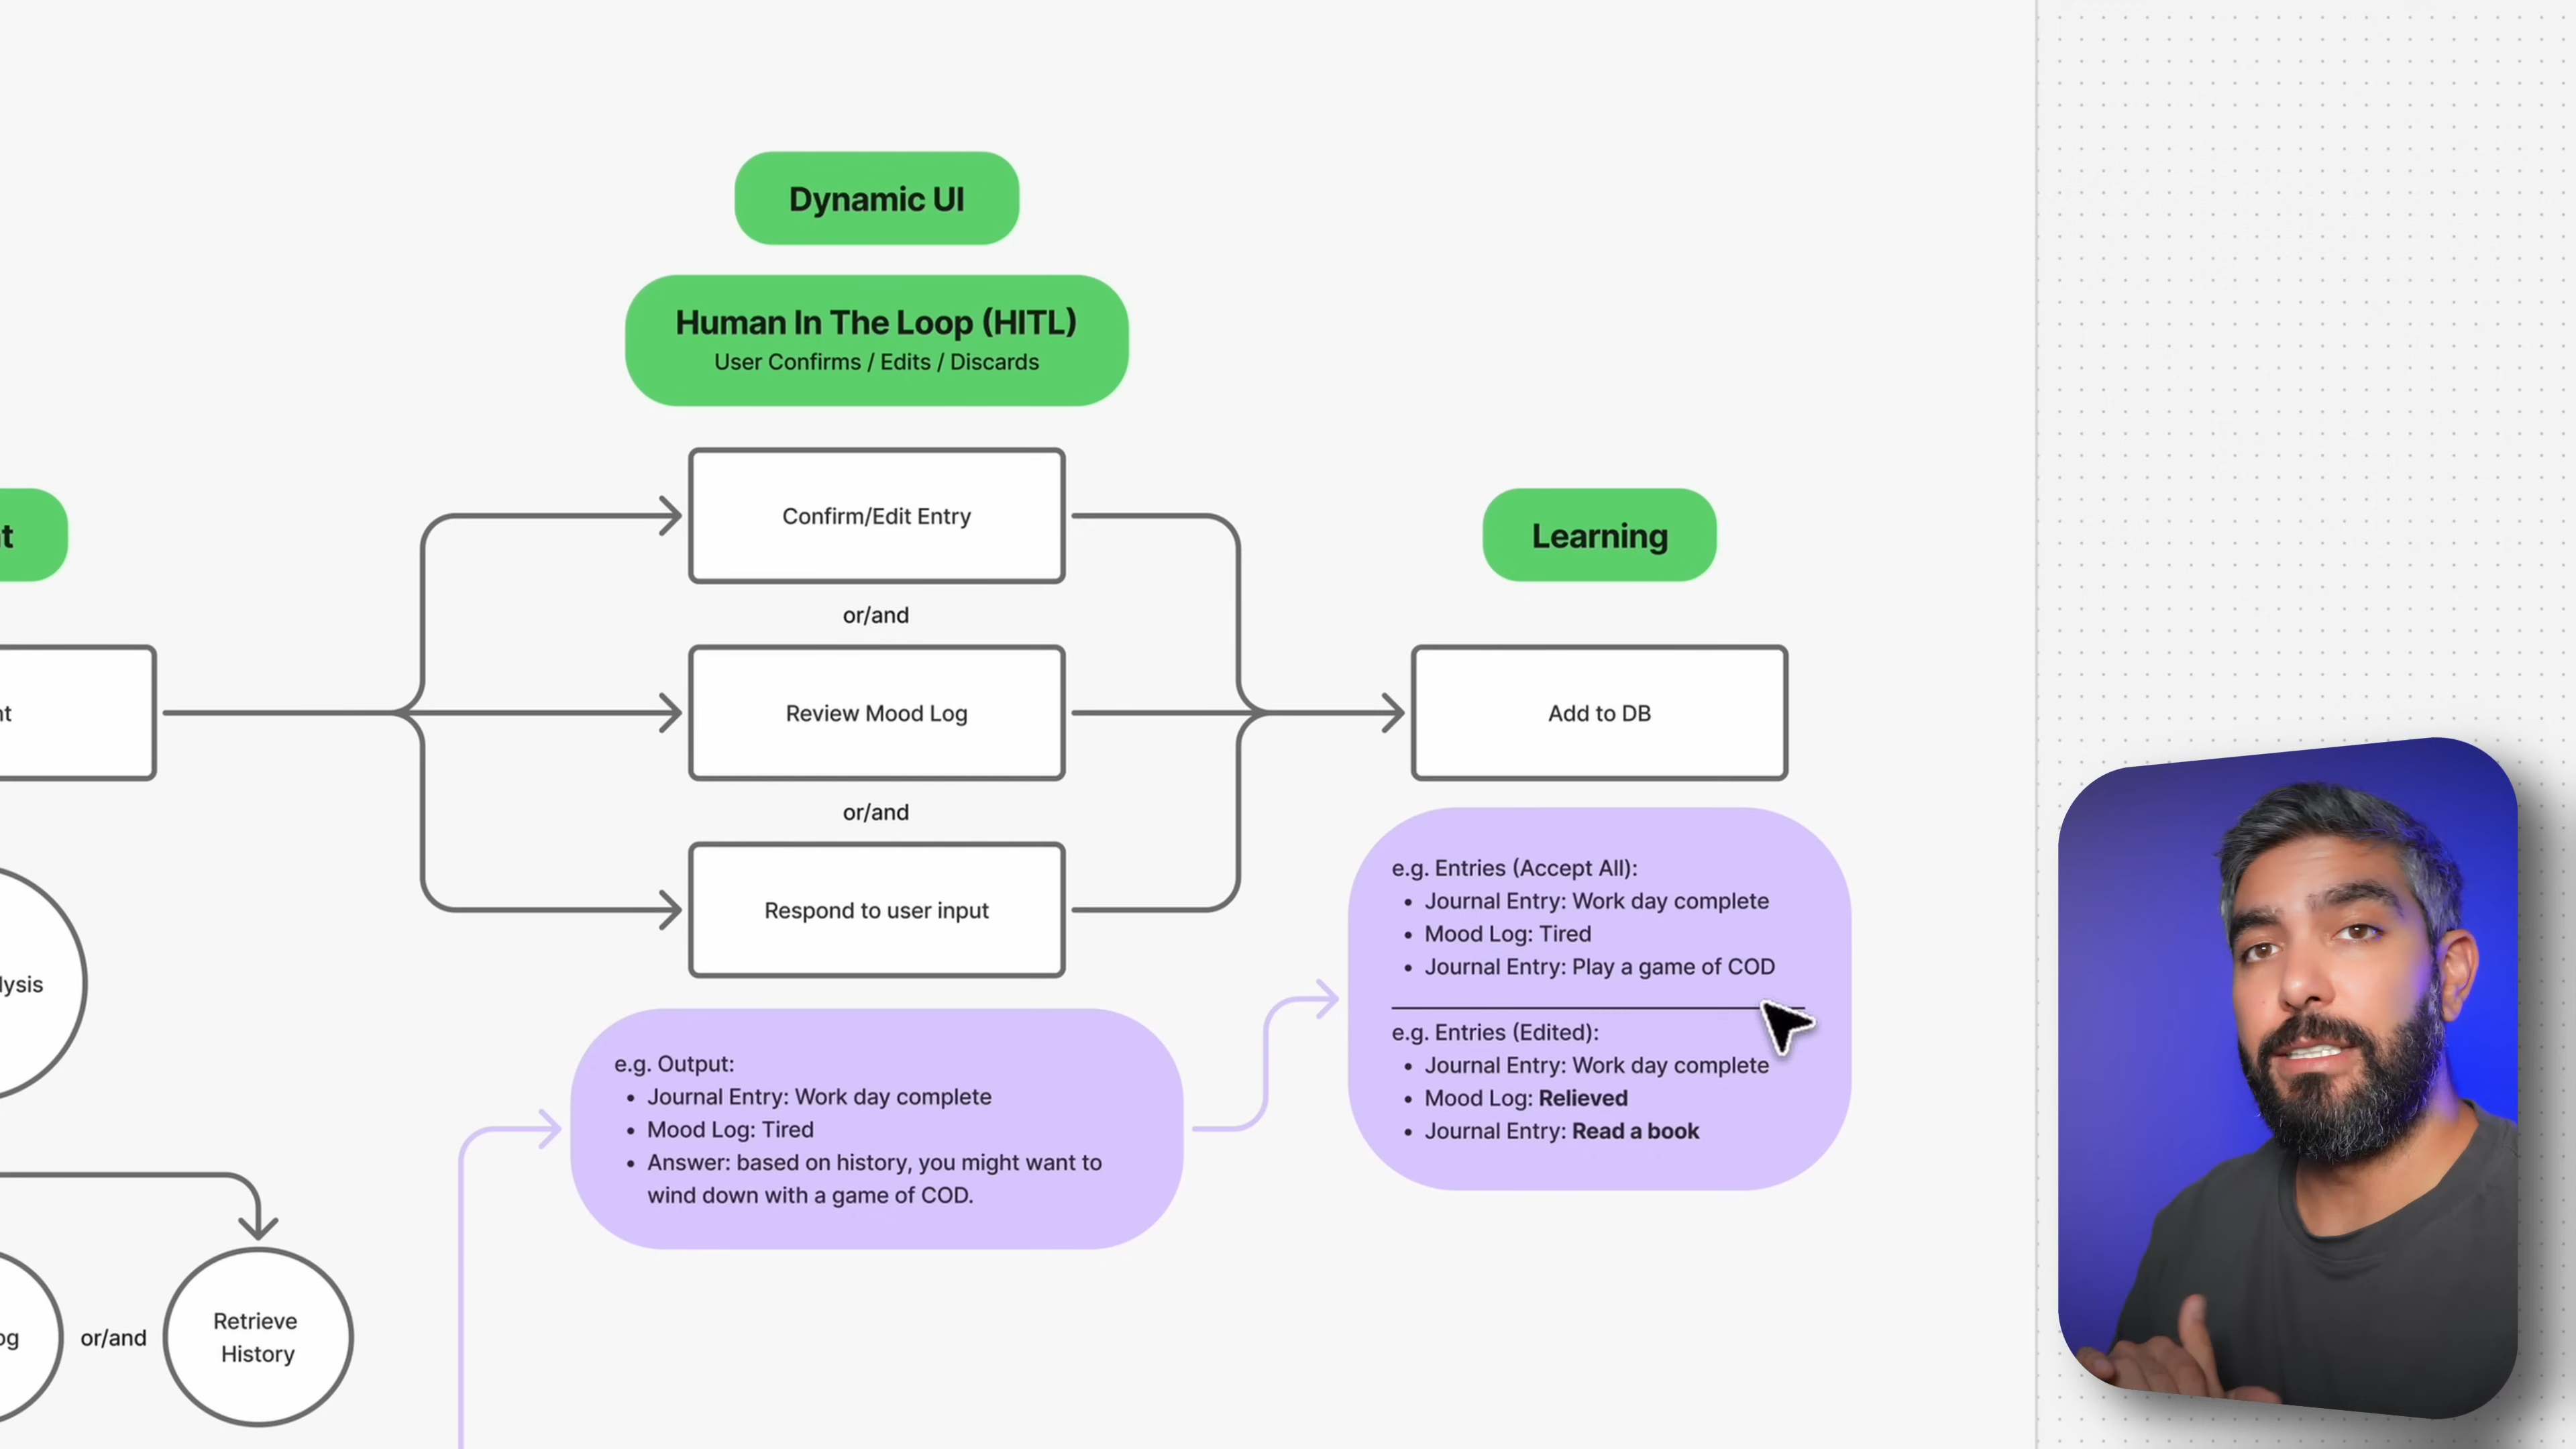 Dynamic UI
Human In The Loop (HITL)
User Confirms / Edits / Discards
Confirm/Edit Entry
or/and
Review Mood Log
or/and
Respond to user input
e.g. Output:
• Journal Entry: Work day complete
• Mood Log: Tired
• Answer: based on history, you might want to
wind down with a game of COD.
Learning
Add to DB
e.g. Entries (Accept All):
• Journal Entry: Work day complete
• Mood Log: Tired
• Journal Entry: Play a game of COD
e.g. Entries (Edited):
• Journal Entry: Work day complete
• Mood Log: Relieved
• Journal Entry: Read a book
or/and
Retrieve
History